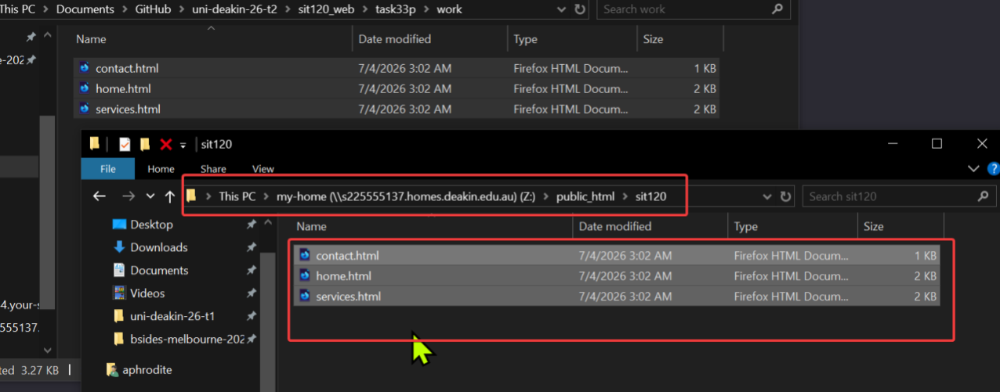 This PC > Documents > GitHub > uni-deakin-26-t2 > sit120_web > task33p > work
Search work
Name Date modified Type Size
e-202
contact.html 7/4/2026 3:02 AM Firefox HTML Docum... 1 KB
home.html 7/4/2026 3:02 AM Firefox HTML Docum... 2 KB
services.html 7/4/2026 3:02 AM Firefox HTML Docum... 2 KB
sit120
File Home Share View
This PC > my-home (\\s225555137.homes.deakin.edu.au) (Z:) > public_html > sit120
Search sit120
Name Date modified Type Size
Desktop
Downloads
Documents
Videos
uni-deakin-26-t1
bsides-melbourne-202
aphrodite
contact.html 7/4/2026 3:02 AM Firefox HTML Docum... 1 KB
home.html 7/4/2026 3:02 AM Firefox HTML Docum... 2 KB
services.html 7/4/2026 3:02 AM Firefox HTML Docum... 2 KB
4.your-s
555137.
ted 3.27 KB